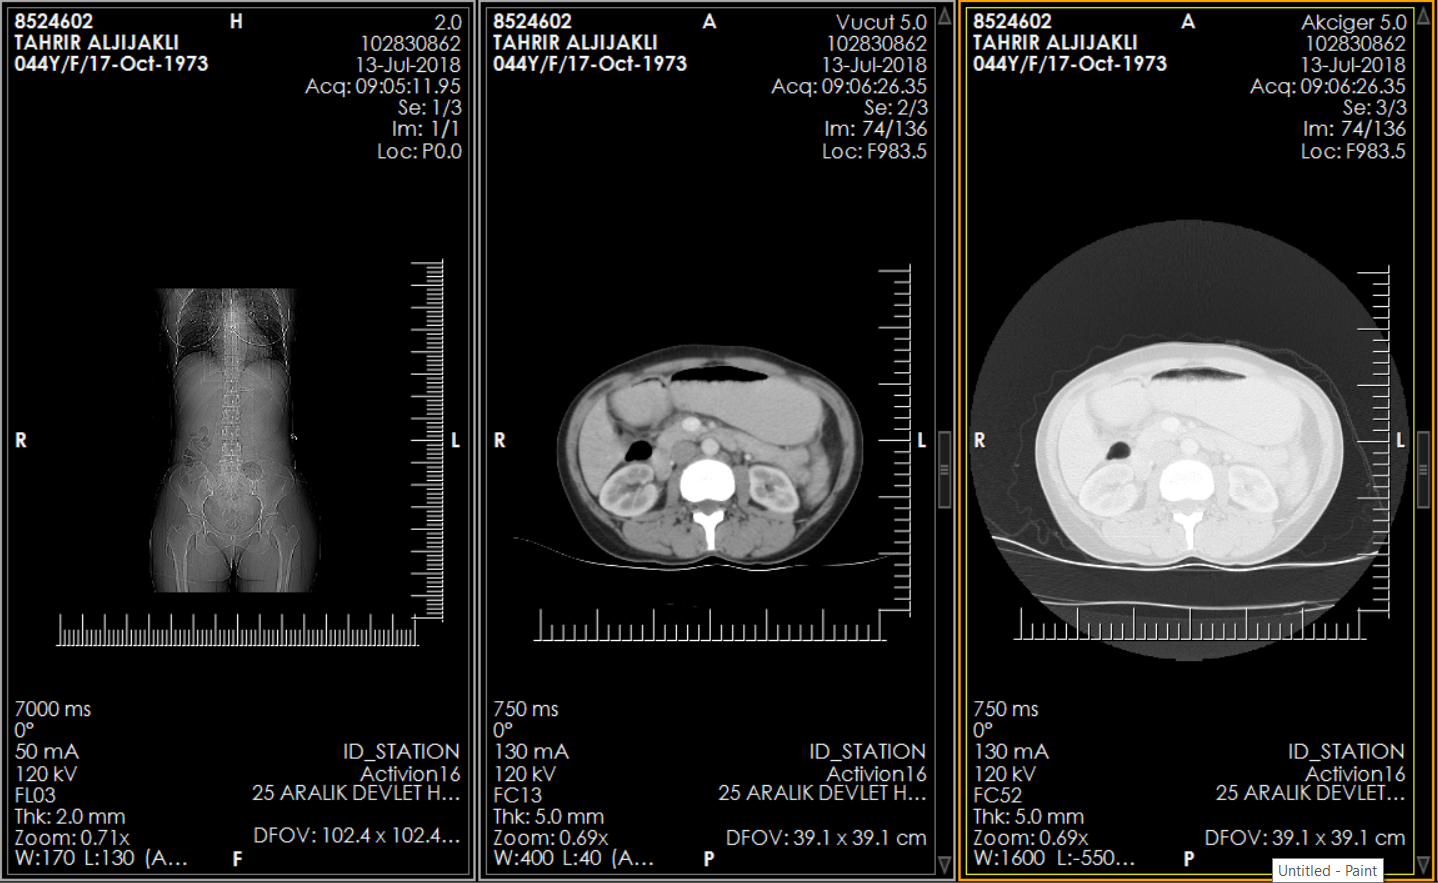 8524602
TAHRIR ALJIJAKLI
044Y/F/17-Oct-1973
H
2.0
102830862
13-Jul-2018
Acq: 09:05:11.95
Se: 1/3
Im: 1/1
Loc: P0.0
R
L
7000 ms
0°
50 mA
120 kV
FL03
Thk: 2.0 mm
Zoom: 0.71x
W:170 L:130 (A...
F
ID_STATION
Activion16
25 ARALIK DEVLET H...
DFOV: 102.4 x 102.4...
8524602
TAHRIR ALJIJAKLI
044Y/F/17-Oct-1973
A
Vucut 5.0
102830862
13-Jul-2018
Acq: 09:06:26.35
Se: 2/3
Im: 74/136
Loc: F983.5
R
L
750 ms
0°
130 mA
120 kV
FC13
Thk: 5.0 mm
Zoom: 0.69x
W:400 L:40 (A...
P
ID_STATION
Activion16
25 ARALIK DEVLET H...
DFOV: 39.1 x 39.1 cm
8524602
TAHRIR ALJIJAKLI
044Y/F/17-Oct-1973
A
Akciger 5.0
102830862
13-Jul-2018
Acq: 09:06:26.35
Se: 3/3
Im: 74/136
Loc: F983.5
R
L
750 ms
0°
130 mA
120 kV
FC52
Thk: 5.0 mm
Zoom: 0.69x
W:1600 L:-550...
P
ID_STATION
Activion16
25 ARALIK DEVLET...
DFOV: 39.1 x 39.1 cm
Untitled - Paint